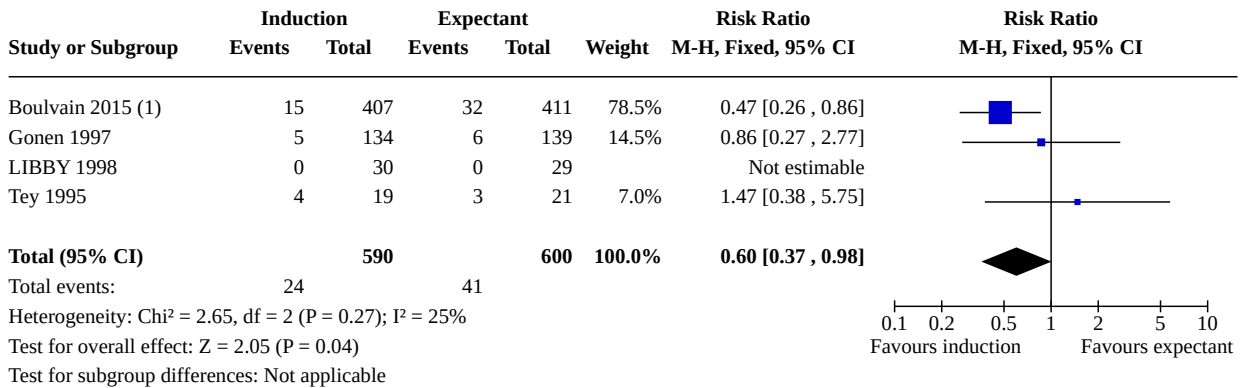 Induction Expectant Risk Ratio Risk Ratio
Study or Subgroup Events Total Events Total Weight M-H, Fixed, 95% CI M-H, Fixed, 95% CI
Boulvain 2015 (1) 15 407 32 411 78.5% 0.47 [0.26 , 0.86]
Gonen 1997 5 134 6 139 14.5% 0.86 [0.27 , 2.77]
LIBBY 1998 0 30 0 29 Not estimable
Tey 1995 4 19 3 21 7.0% 1.47 [0.38 , 5.75]
Total (95% CI) 590 600 100.0% 0.60 [0.37 , 0.98]
Total events: 24 41
Heterogeneity: Chi² = 2.65, df = 2 (P = 0.27); I² = 25%
Test for overall effect: Z = 2.05 (P = 0.04)
Test for subgroup differences: Not applicable
0.1 0.2 0.5 1 2 5 10
Favours induction Favours expectant